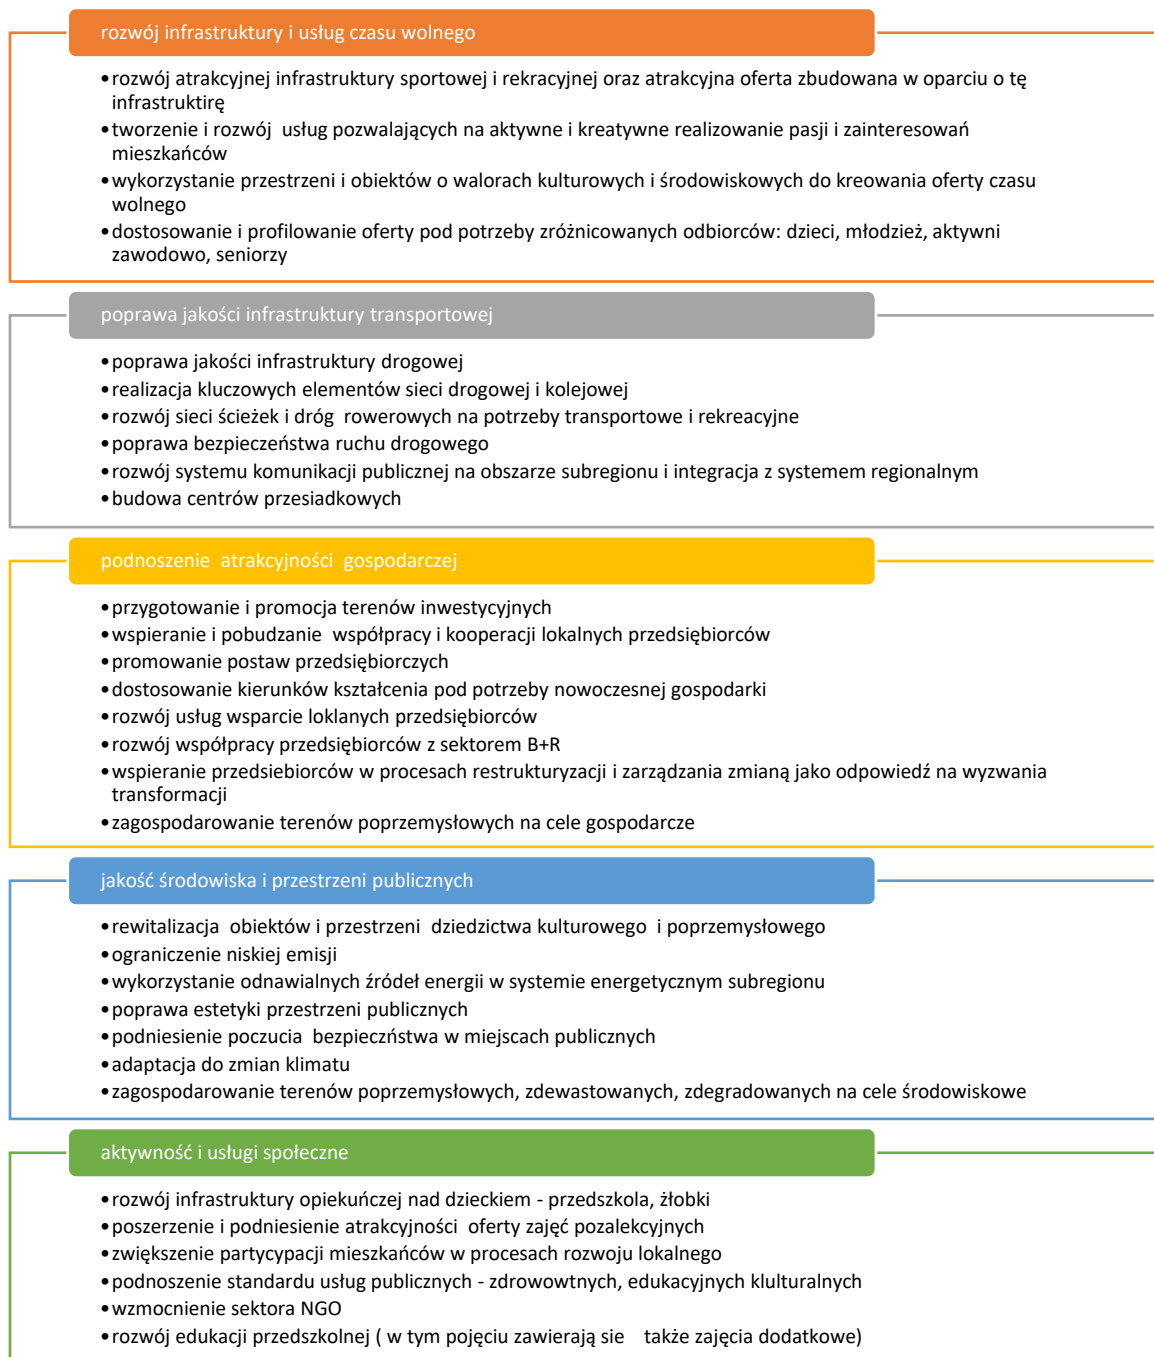 rozwój infrastruktury i usług czasu wolnego
•rozwój atrakcyjnej infrastruktury sportowej i rekracyjnej oraz atrakcyjna oferta zbudowana w oparciu o tę
infrastruktirę
•tworzenie i rozwój usług pozwalających na aktywne i kreatywne realizowanie pasji i zainteresowań
mieszkańców
•wykorzystanie przestrzeni i obiektów o walorach kulturowych i środowiskowych do kreowania oferty czasu
wolnego
•dostosowanie i profilowanie oferty pod potrzeby zróżnicowanych odbiorców: dzieci, młodzież, aktywni
zawodowo, seniorzy
poprawa jakości infrastruktury transportowej
•poprawa jakości infrastruktury drogowej
•realizacja kluczowych elementów sieci drogowej i kolejowej
•rozwój sieci ścieżek i dróg rowerowych na potrzeby transportowe i rekreacyjne
•poprawa bezpieczeństwa ruchu drogowego
•rozwój systemu komunikacji publicznej na obszarze subregionu i integracja z systemem regionalnym
•budowa centrów przesiadkowych
podnoszenie atrakcyjności gospodarczej
•przygotowanie i promocja terenów inwestycyjnych
•wspieranie i pobudzanie współpracy i kooperacji lokalnych przedsiębiorców
•promowanie postaw przedsiębiorczych
•dostosowanie kierunków kształcenia pod potrzeby nowoczesnej gospodarki
•rozwój usług wsparcie loklanych przedsiębiorców
•rozwój współpracy przedsiębiorców z sektorem B+R
•wspieranie przedsiebiorców w procesach restrukturyzacji i zarządzania zmianą jako odpowiedź na wyzwania
transformacji
•zagospodarowanie terenów poprzemysłowych na cele gospodarcze
jakość środowiska i przestrzeni publicznych
•rewitalizacja obiektów i przestrzeni dziedzictwa kulturowego i poprzemysłowego
•ograniczenie niskiej emisji
•wykorzystanie odnawialnych źródeł energii w systemie energetycznym subregionu
•poprawa estetyki przestrzeni publicznych
•podniesienie poczucia bezpieczństwa w miejscach publicznych
•adaptacja do zmian klimatu
•zagospodarowanie terenów poprzemysłowych, zdewastowanych, zdegradowanych na cele środowiskowe
aktywność i usługi społeczne
•rozwój infrastruktury opiekuńczej nad dzieckiem - przedszkola, żłobki
•poszerzenie i podniesienie atrakcyjności oferty zajęć pozalekcyjnych
•zwiększenie partycypacji mieszkańców w procesach rozwoju lokalnego
•podnoszenie standardu usług publicznych - zdrowowtnych, edukacyjnych klulturalnych
•wzmocnienie sektora NGO
•rozwój edukacji przedszkolnej ( w tym pojęciu zawierają sie także zajęcia dodatkowe)